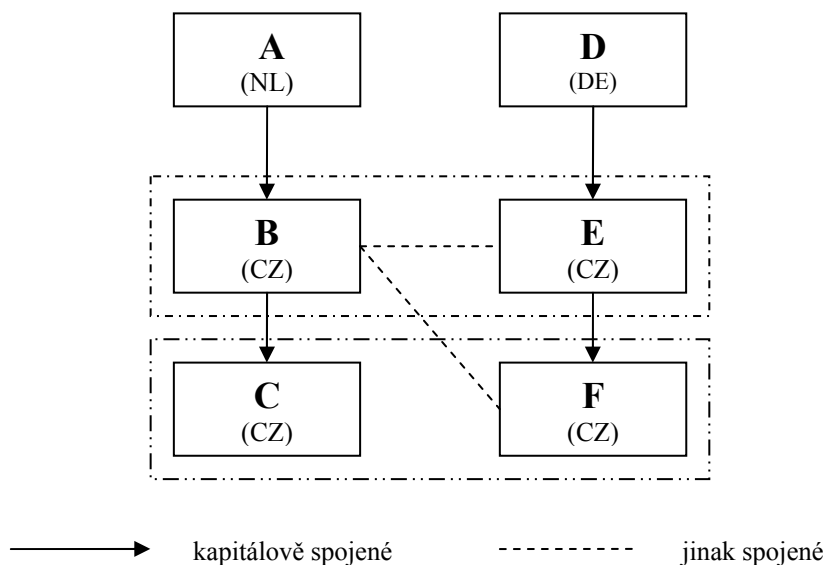 A D
(NL) (DE)
B E
(CZ) (CZ)
C F
(CZ) (CZ)
kapitálově spojené jinak spojené